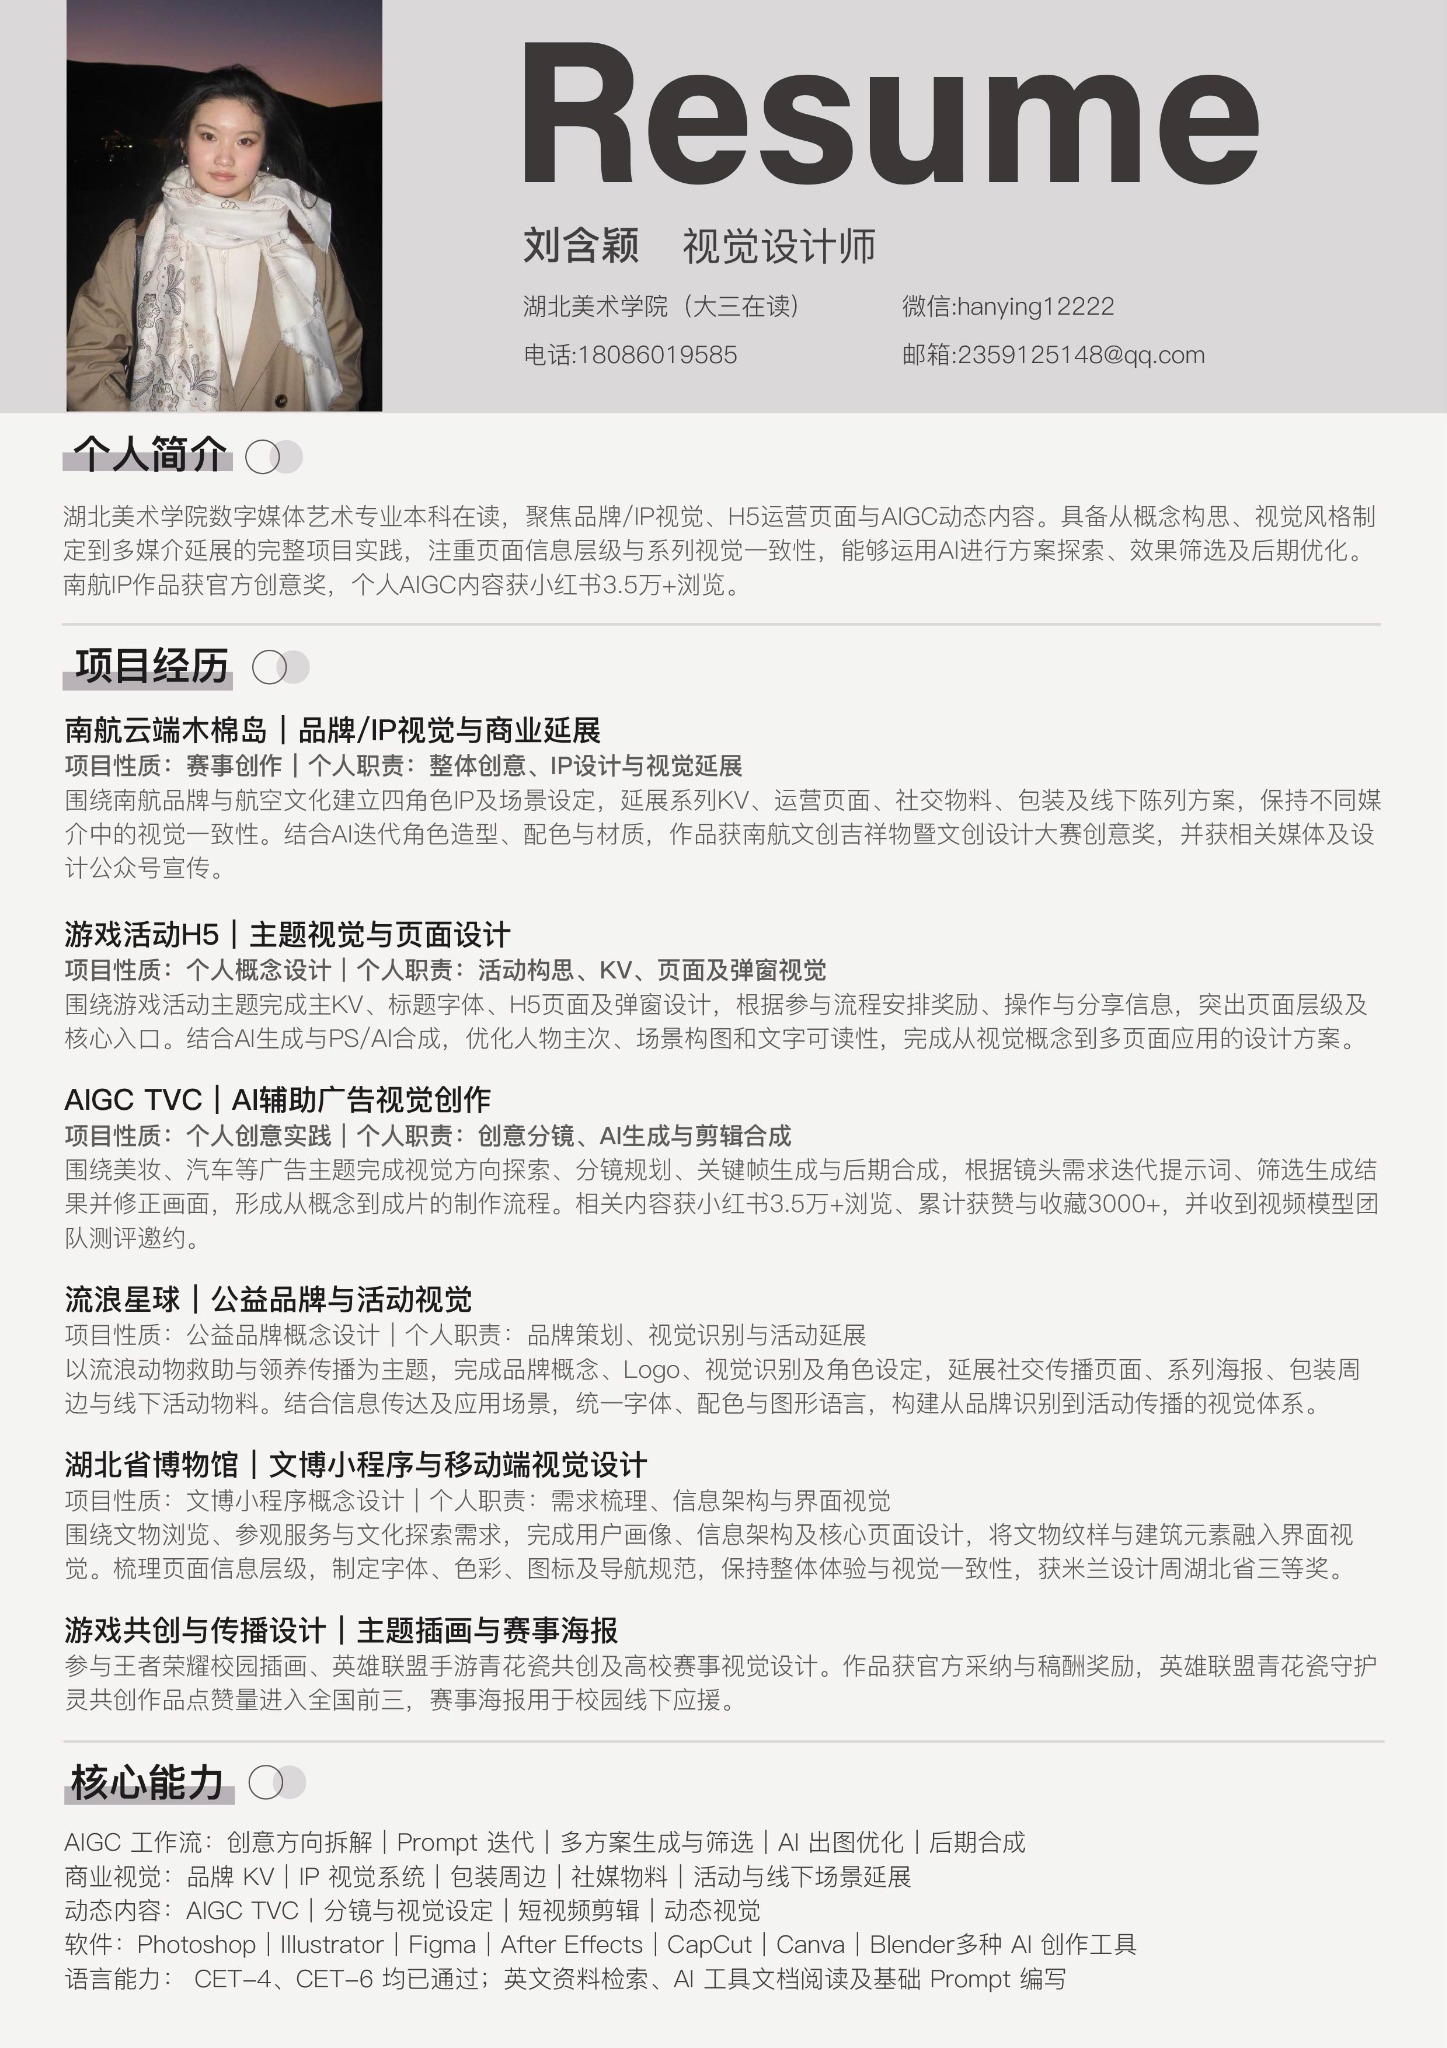 Resume
刘含颖 视觉设计师
湖北美术学院（大三在读） 微信:hanying12222
电话:18086019585 邮箱:2359125148@qq.com
个人简介
湖北美术学院数字媒体艺术专业本科在读，聚焦品牌/IP视觉、H5运营页面与AIGC动态内容。具备从概念构思、视觉风格制
定到多媒介延展的完整项目实践，注重页面信息层级与系列视觉一致性，能够运用AI进行方案探索、效果筛选及后期优化。
南航IP作品获官方创意奖，个人AIGC内容获小红书3.5万+浏览。
项目经历
南航云端木棉岛｜品牌/IP视觉与商业延展
项目性质：赛事创作｜个人职责：整体创意、IP设计与视觉延展
围绕南航品牌与航空文化建立四角色IP及场景设定，延展系列KV、运营页面、社交物料、包装及线下陈列方案，保持不同媒
介中的视觉一致性。结合AI迭代角色造型、配色与材质，作品获南航文创吉祥物暨文创设计大赛创意奖，并获相关媒体及设
计公众号宣传。
游戏活动H5｜主题视觉与页面设计
项目性质：个人概念设计｜个人职责：活动构思、KV、页面及弹窗视觉
围绕游戏活动主题完成主KV、标题字体、H5页面及弹窗设计，根据参与流程安排奖励、操作与分享信息，突出页面层级及
核心入口。结合AI生成与PS/AI合成，优化人物主次、场景构图和文字可读性，完成从视觉概念到多页面应用的设计方案。
AIGC TVC｜AI辅助广告视觉创作
项目性质：个人创意实践｜个人职责：创意分镜、AI生成与剪辑合成
围绕美妆、汽车等广告主题完成视觉方向探索、分镜规划、关键帧生成与后期合成，根据镜头需求迭代提示词、筛选生成结
果并修正画面，形成从概念到成片的制作流程。相关内容获小红书3.5万+浏览、累计获赞与收藏3000+，并收到视频模型团
队测评邀约。
流浪星球｜公益品牌与活动视觉
项目性质：公益品牌概念设计｜个人职责：品牌策划、视觉识别与活动延展
以流浪动物救助与领养传播为主题，完成品牌概念、Logo、视觉识别及角色设定，延展社交传播页面、系列海报、包装周
边与线下活动物料。结合信息传达及应用场景，统一字体、配色与图形语言，构建从品牌识别到活动传播的视觉体系。
湖北省博物馆｜文博小程序与移动端视觉设计
项目性质：文博小程序概念设计｜个人职责：需求梳理、信息架构与界面视觉
围绕文物浏览、参观服务与文化探索需求，完成用户画像、信息架构及核心页面设计，将文物纹样与建筑元素融入界面视
觉。梳理页面信息层级，制定字体、色彩、图标及导航规范，保持整体体验与视觉一致性，获米兰设计周湖北省三等奖。
游戏共创与传播设计｜主题插画与赛事海报
参与王者荣耀校园插画、英雄联盟手游青花瓷共创及高校赛事视觉设计。作品获官方采纳与稿酬奖励，英雄联盟青花瓷守护
灵共创作品点赞量进入全国前三，赛事海报用于校园线下应援。
核心能力
AIGC 工作流：创意方向拆解｜Prompt 迭代｜多方案生成与筛选｜AI 出图优化｜后期合成
商业视觉：品牌 KV｜IP 视觉系统｜包装周边｜社媒物料｜活动与线下场景延展
动态内容：AIGC TVC｜分镜与视觉设定｜短视频剪辑｜动态视觉
软件：Photoshop｜Illustrator｜Figma｜After Effects｜CapCut｜Canva｜Blender多种 AI 创作工具
语言能力： CET-4、CET-6 均已通过；英文资料检索、AI 工具文档阅读及基础 Prompt 编写